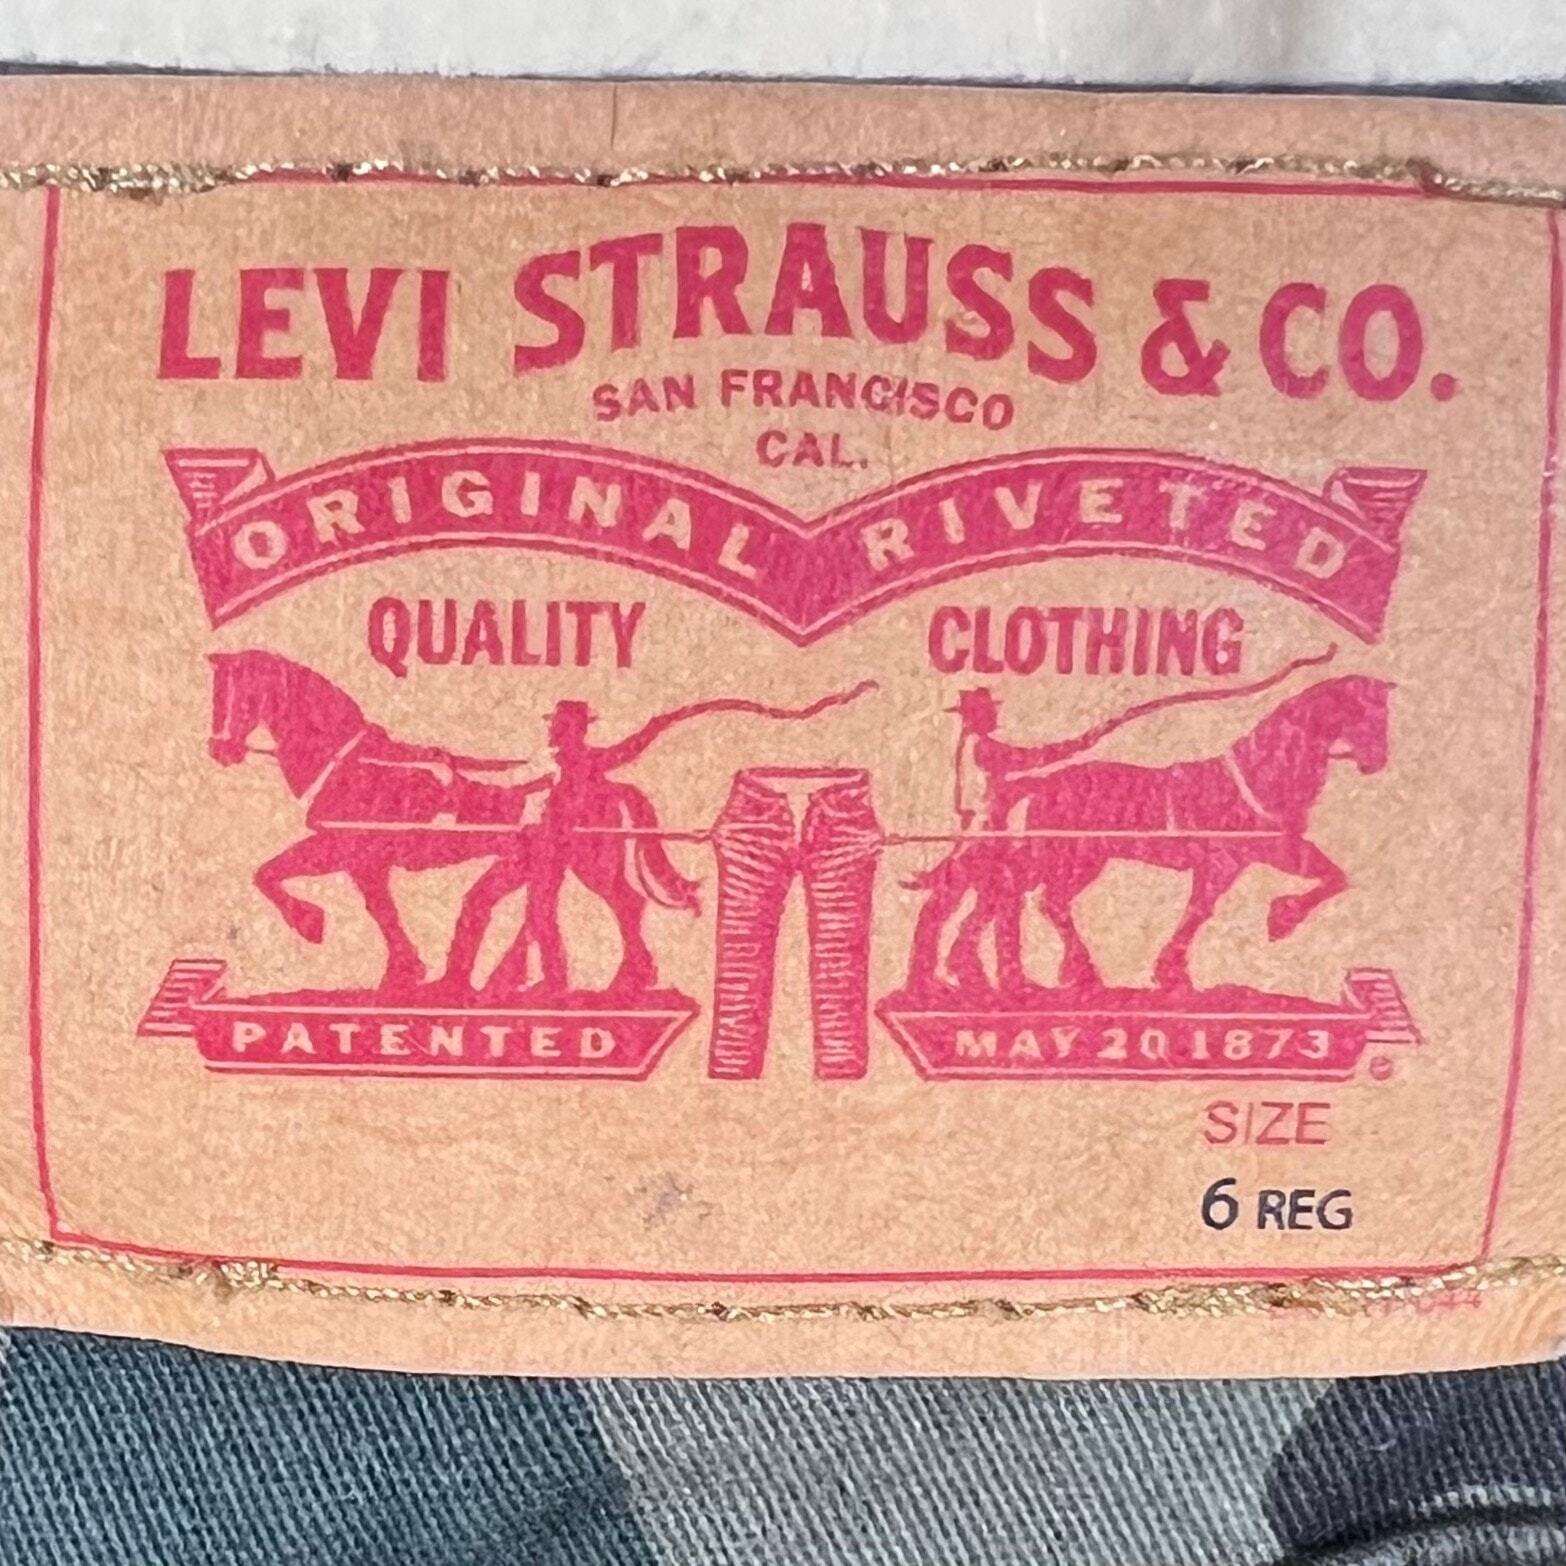 LEVI STRAUSS & CO.
SAN FRANCISCO
CAL.
ORIGINAL RIVETED
QUALITY CLOTHING
PATENTED MAY 20 1873
®
SIZE
6 REG